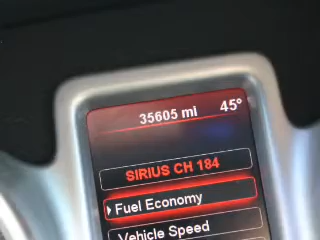 35605 mi 45°
SIRIUS CH 184
Fuel Economy
Vehicle Speed